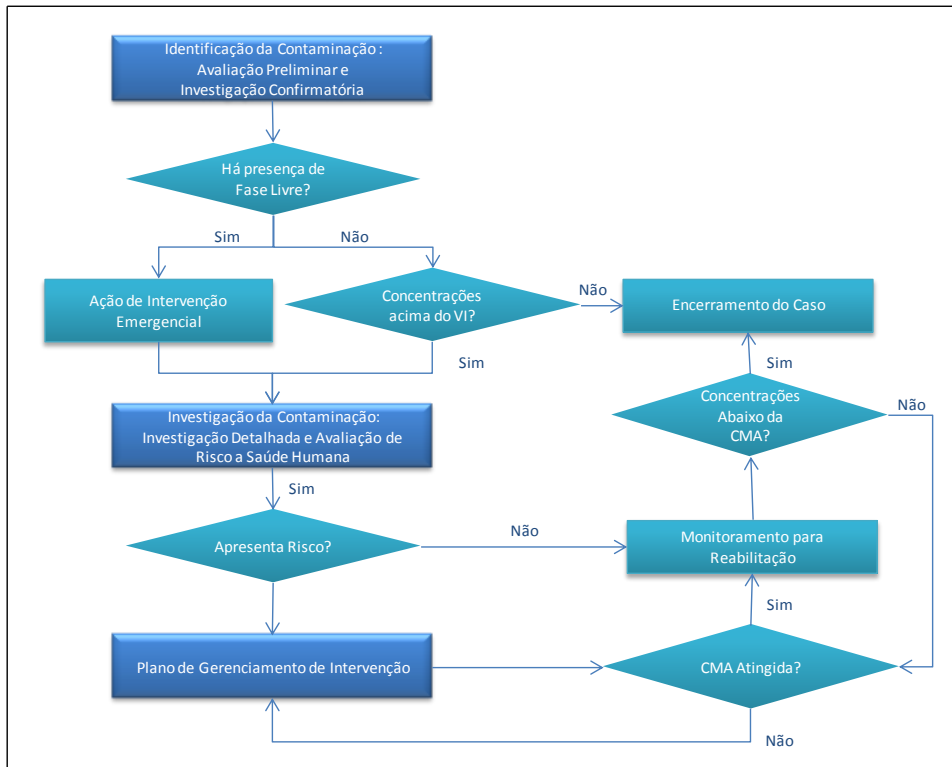 Identificação da Contaminação :
Avaliação Preliminar e
Investigação Confirmatória
Há presença de
Fase Livre?
Sim
Não
Ação de Intervenção
Emergencial
Concentrações
acima do VI?
Não
Encerramento do Caso
Sim
Sim
Investigação da Contaminação:
Investigação Detalhada e Avaliação de
Risco a Saúde Humana
Concentrações
Abaixo da
CMA?
Não
Sim
Apresenta Risco?
Não
Monitoramento para
Reabilitação
Sim
Plano de Gerenciamento de Intervenção
CMA Atingida?
Não